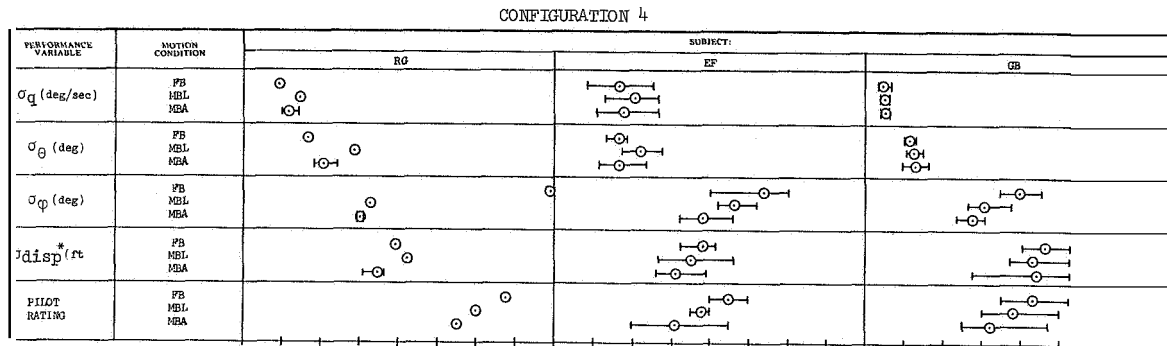 CONFIGURATION 4
PERFORMANCE VARIABLE MOTION CONDITION SUBJECT:
RG EF GB
σq (deg/sec) FB
MBL
MBA
σθ (deg) FB
MBL
MBA
σφ (deg) FB
MBL
MBA
disp* (ft FB
MBL
MBA
PILOT RATING FB
MBL
MBA